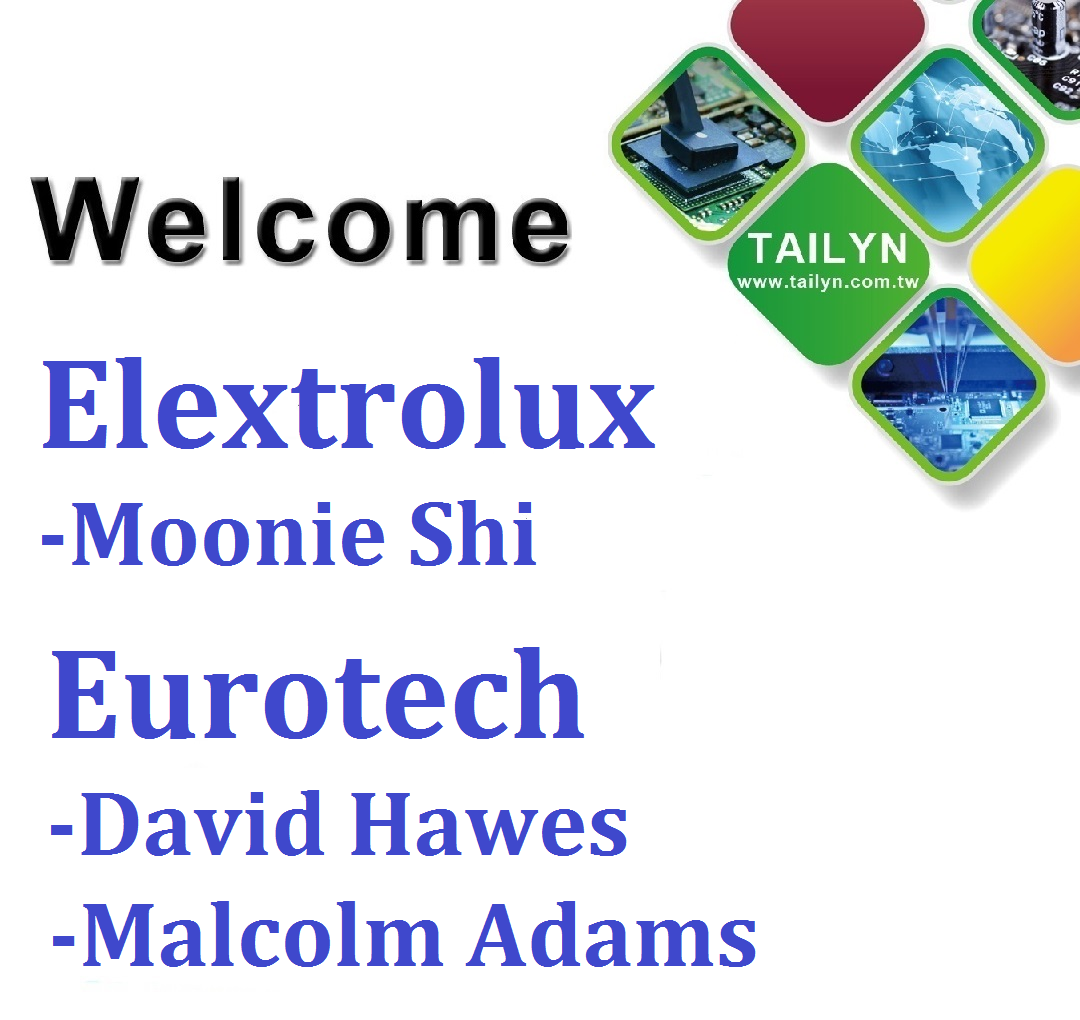 Welcome
TAILYN
www.tailyn.com.tw
Elextrolux
-Moonie Shi
Eurotech
-David Hawes
-Malcolm Adams